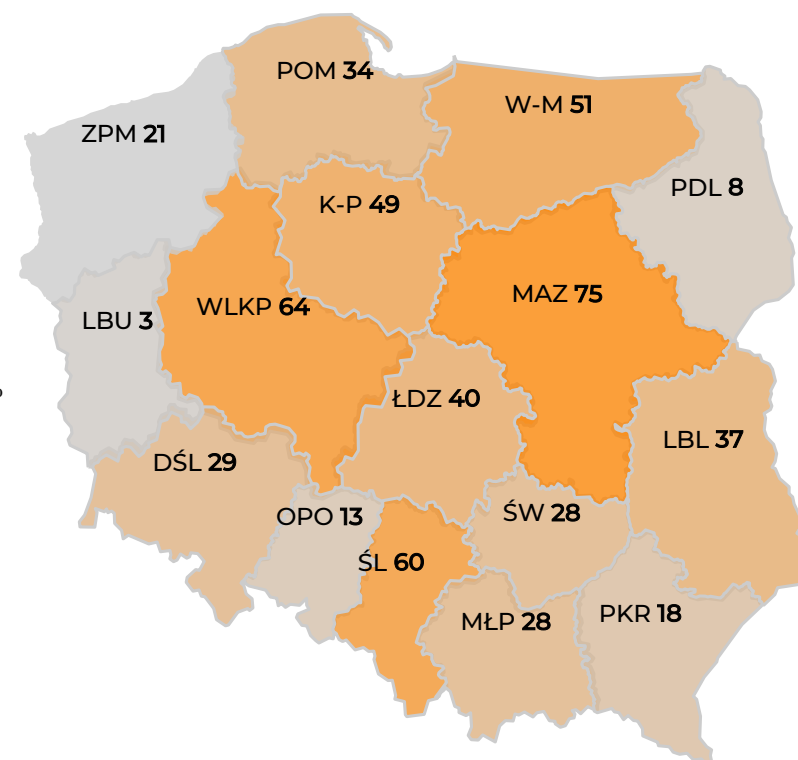 POM 34
W-M 51
ZPM 21
PDL 8
K-P 49
MAZ 75
WLKP 64
LBU 3
ŁDZ 40
LBL 37
DŚL 29
OPO 13
ŚW 28
ŚL 60
MŁP 28
PKR 18